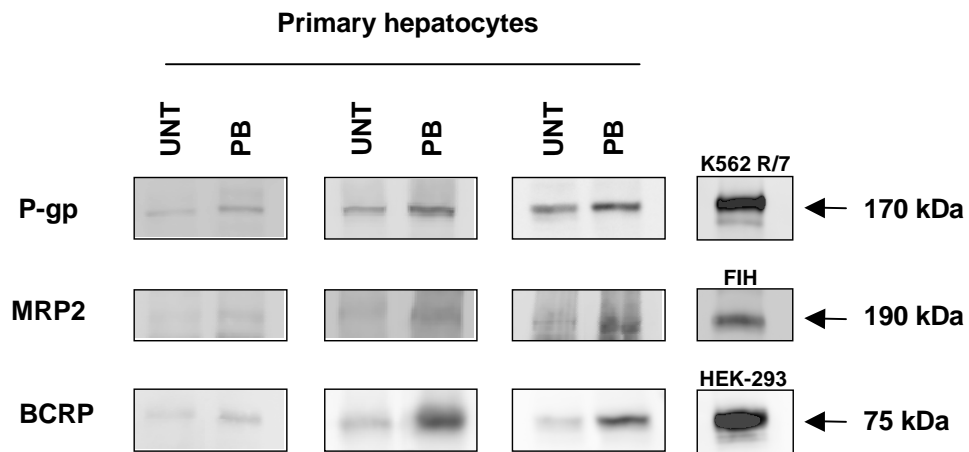 Primary hepatocytes
UNT PB UNT PB UNT PB
K562 R/7
P-gp 170 kDa
FIH
MRP2 190 kDa
HEK-293
BCRP 75 kDa